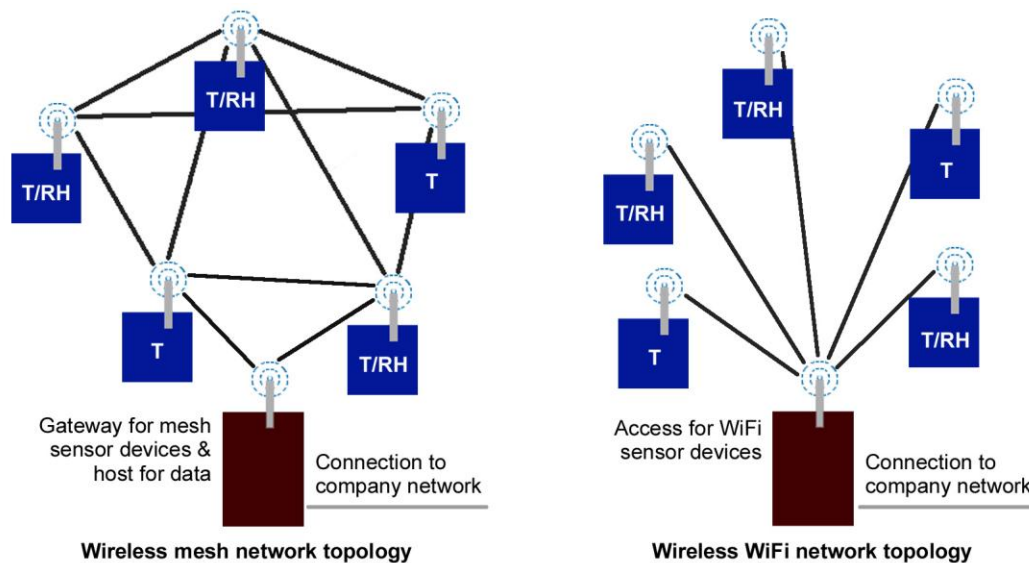 T/RH
T/RH
T
T
T/RH
Gateway for mesh
sensor devices &
host for data
Connection to
company network
Wireless mesh network topology
T/RH
T/RH
T
T
T/RH
Access for WiFi
sensor devices
Connection to
company network
Wireless WiFi network topology